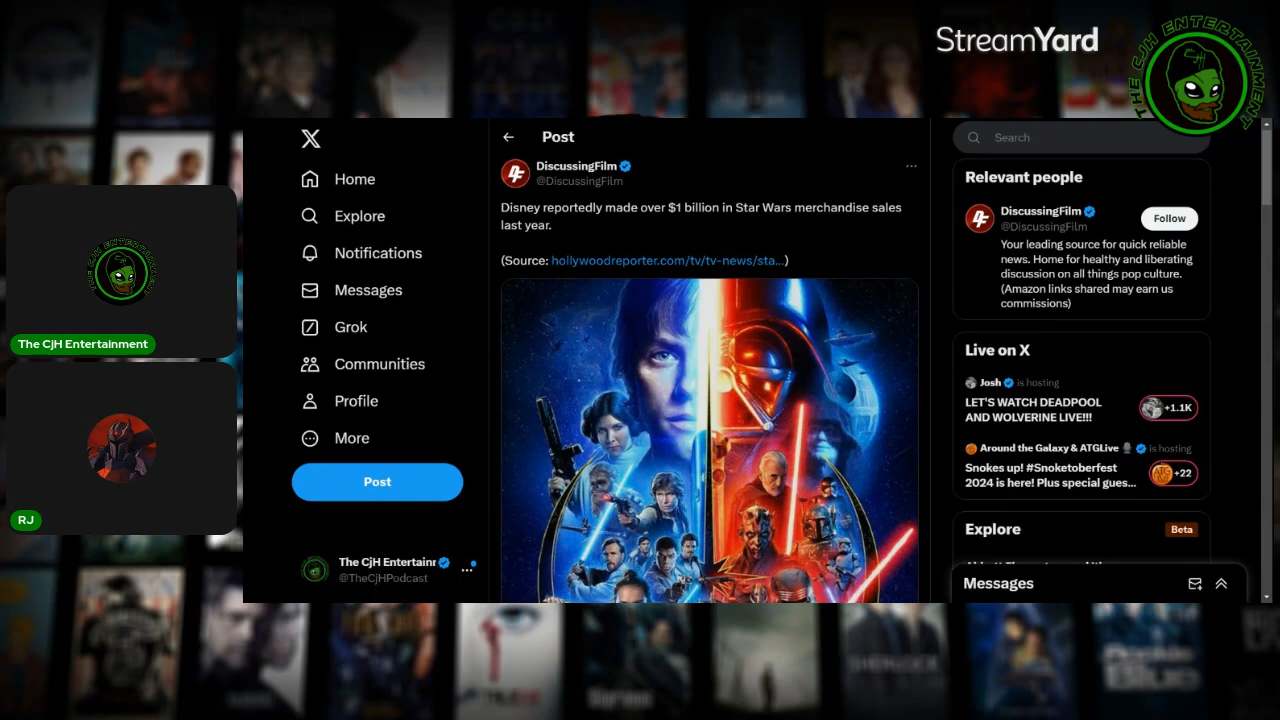 StreamYard
THE CJH ENTERTAINMENT
The CjH Entertainment
RJ
Home
Explore
Notifications
Messages
Grok
Communities
Profile
More
Post
The CjH Entertain
@TheCjHPodcast
Post
DiscussingFilm
@DiscussingFilm
Disney reportedly made over $1 billion in Star Wars merchandise sales
last year.
(Source: hollywoodreporter.com/tv/tv-news/sta...)
Search
Relevant people
DiscussingFilm
@DiscussingFilm
Follow
Your leading source for quick reliable
news. Home for healthy and liberating
discussion on all things pop culture.
(Amazon links shared may earn us
commissions)
Live on X
Josh is hosting
LET'S WATCH DEADPOOL
AND WOLVERINE LIVE!!!
+1.1K
Around the Galaxy & ATGLive is hosting
Snokes up! #Snoketoberfest
2024 is here! Plus special gues...
+22
Explore
Beta
Messages